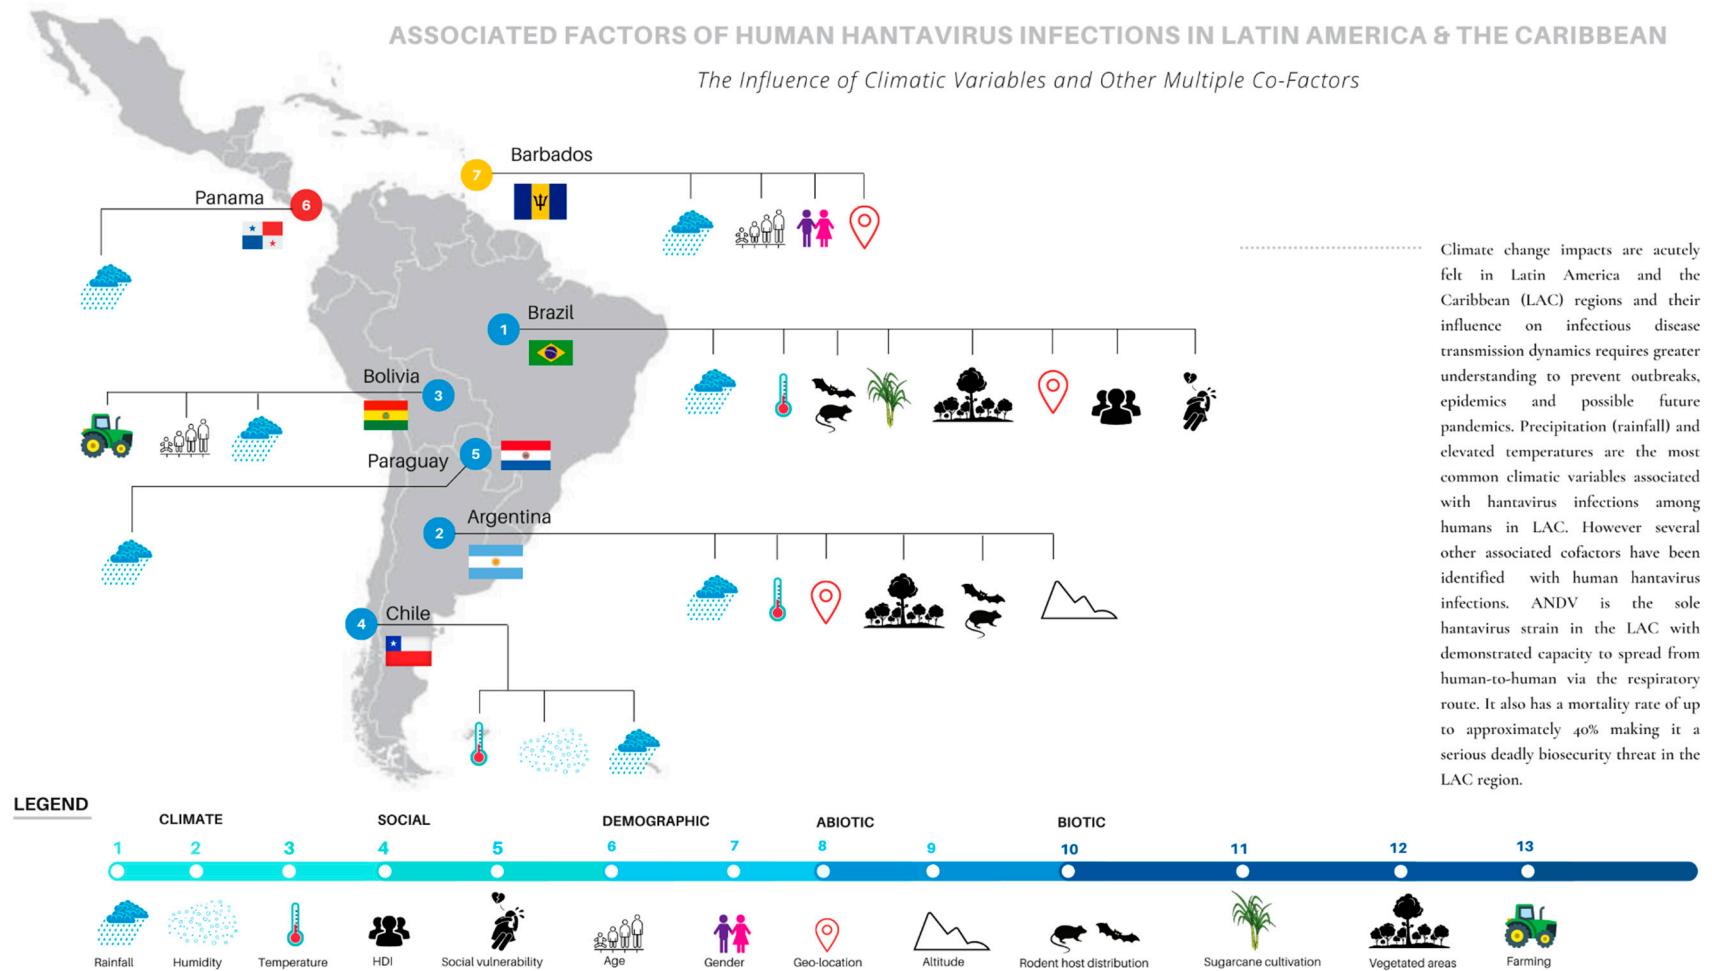 ASSOCIATED FACTORS OF HUMAN HANTAVIRUS INFECTIONS IN LATIN AMERICA & THE CARIBBEAN
The Influence of Climatic Variables and Other Multiple Co-Factors
Barbados
7
Panama
6
Brazil
1
Bolivia
3
Paraguay
5
Argentina
2
Chile
4
Climate change impacts are acutely
felt in Latin America and the
Caribbean (LAC) regions and their
influence on infectious disease
transmission dynamics requires greater
understanding to prevent outbreaks,
epidemics and possible future
pandemics. Precipitation (rainfall) and
elevated temperatures are the most
common climatic variables associated
with hantavirus infections among
humans in LAC. However several
other associated cofactors have been
identified with human hantavirus
infections. ANDV is the sole
hantavirus strain in the LAC with
demonstrated capacity to spread from
human-to-human via the respiratory
route. It also has a mortality rate of up
to approximately 40% making it a
serious deadly biosecurity threat in the
LAC region.
LEGEND
CLIMATE SOCIAL DEMOGRAPHIC ABIOTIC BIOTIC
1 2 3 4 5 6 7 8 9 10 11 12 13
Rainfall Humidity Temperature HDI Social vulnerability Age Gender Geo-location Altitude Rodent host distribution Sugarcane cultivation Vegetated areas Farming